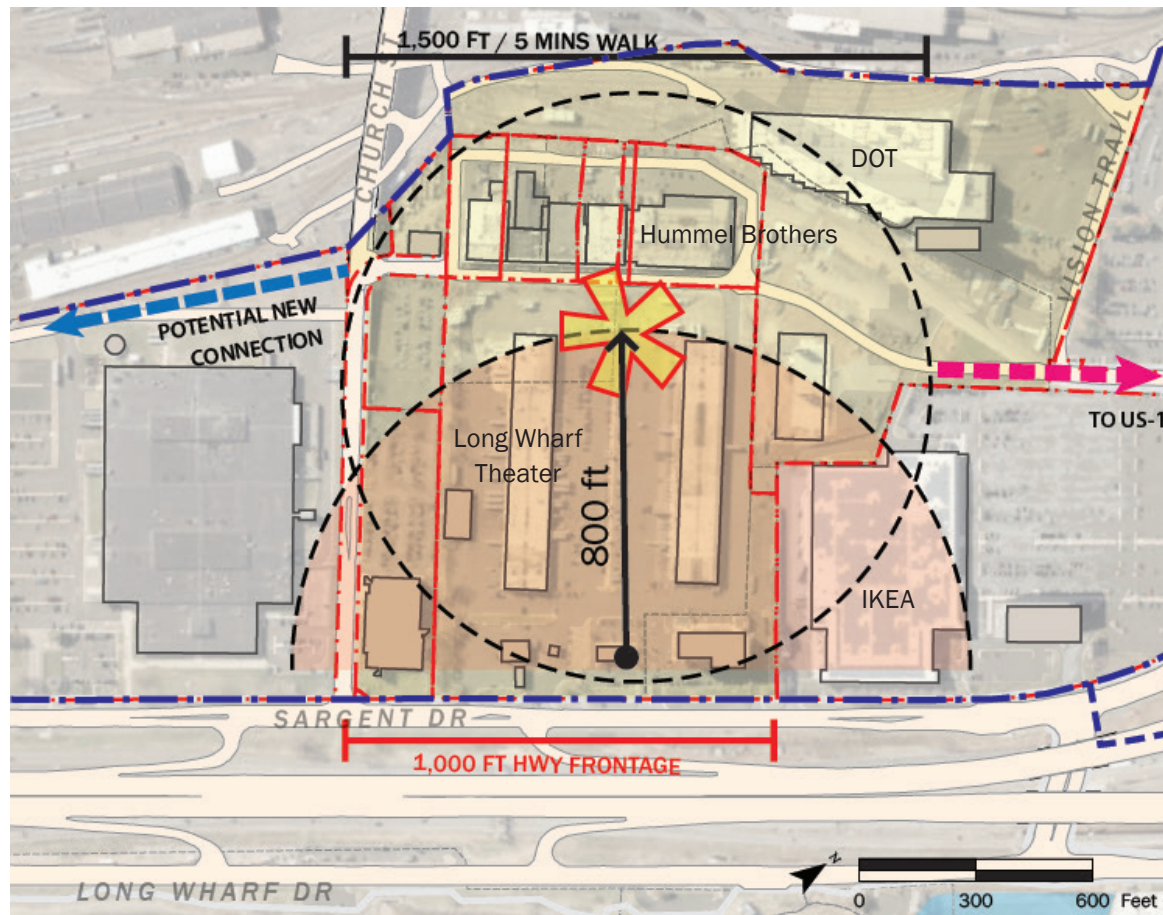 1,500 FT / 5 MINS WALK
CHURCH ST
DOT
VISION TRAIL
Hummel Brothers
POTENTIAL NEW
CONNECTION
TO US-1
Long Wharf
Theater
800 ft
IKEA
SARGENT DR
1,000 FT HWY FRONTAGE
LONG WHARF DR
N
0 300 600 Feet